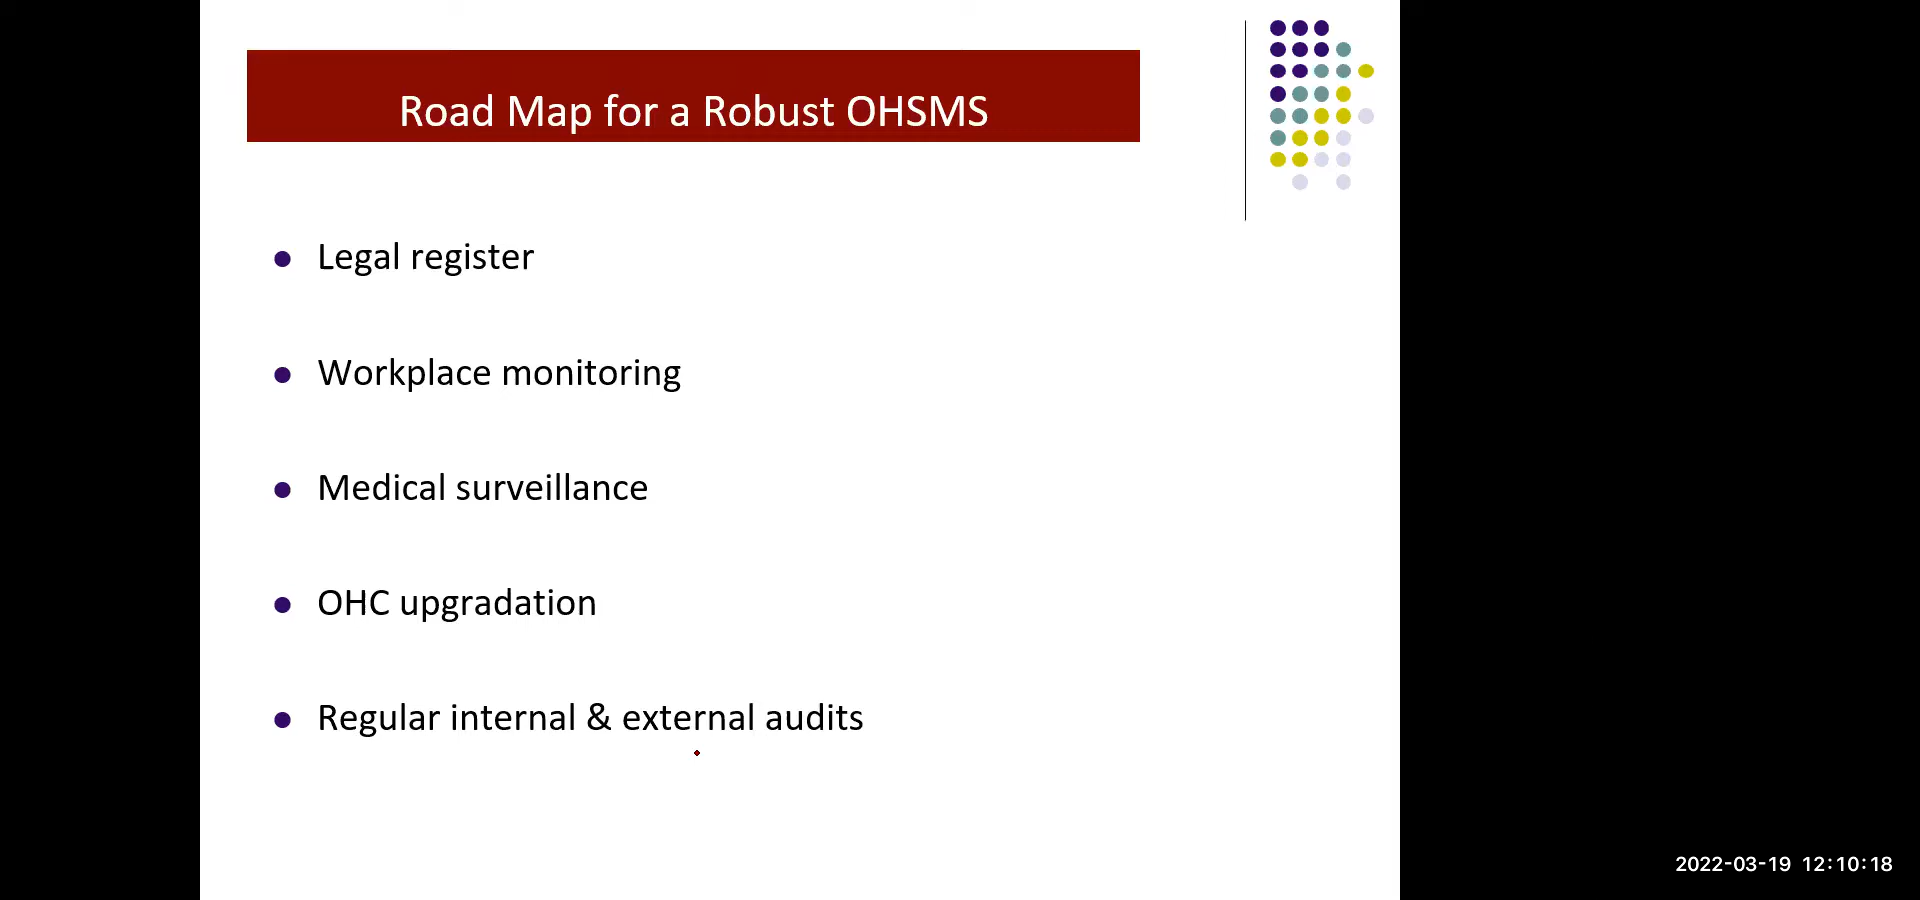 Road Map for a Robust OHSMS
Legal register
Workplace monitoring
Medical surveillance
OHC upgradation
Regular internal & external audits
2022-03-19 12:10:18